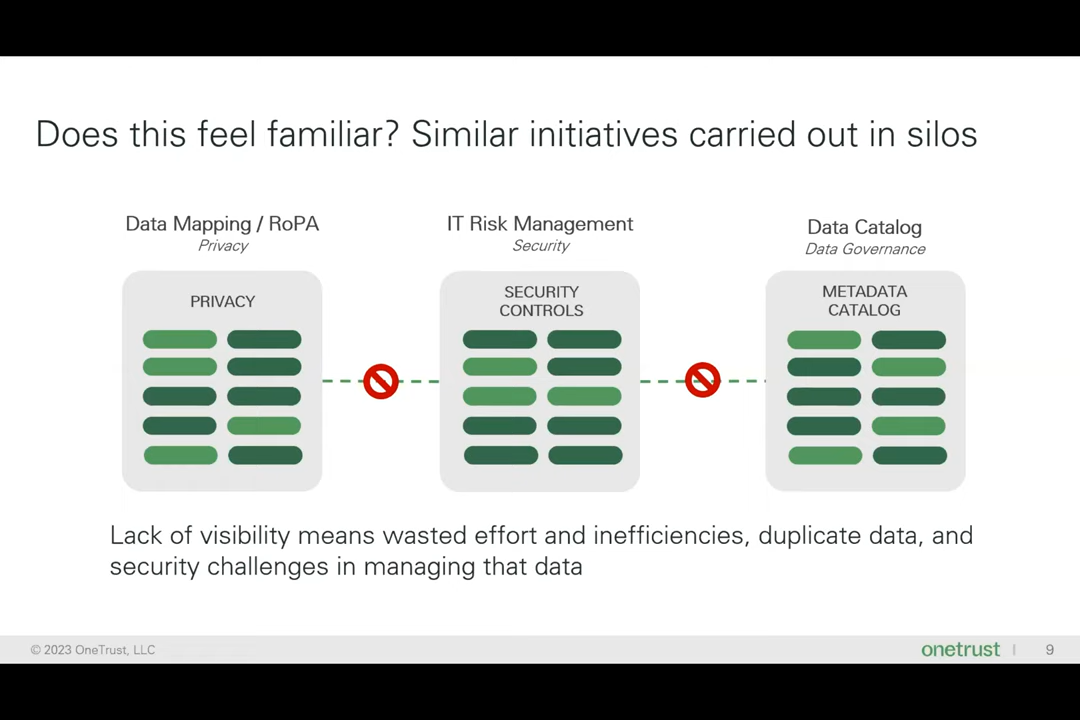 Does this feel familiar? Similar initiatives carried out in silos
Data Mapping / RoPA
Privacy
PRIVACY
IT Risk Management
Security
SECURITY
CONTROLS
Data Catalog
Data Governance
METADATA
CATALOG
Lack of visibility means wasted effort and inefficiencies, duplicate data, and
security challenges in managing that data
© 2023 OneTrust, LLC
onetrust
9